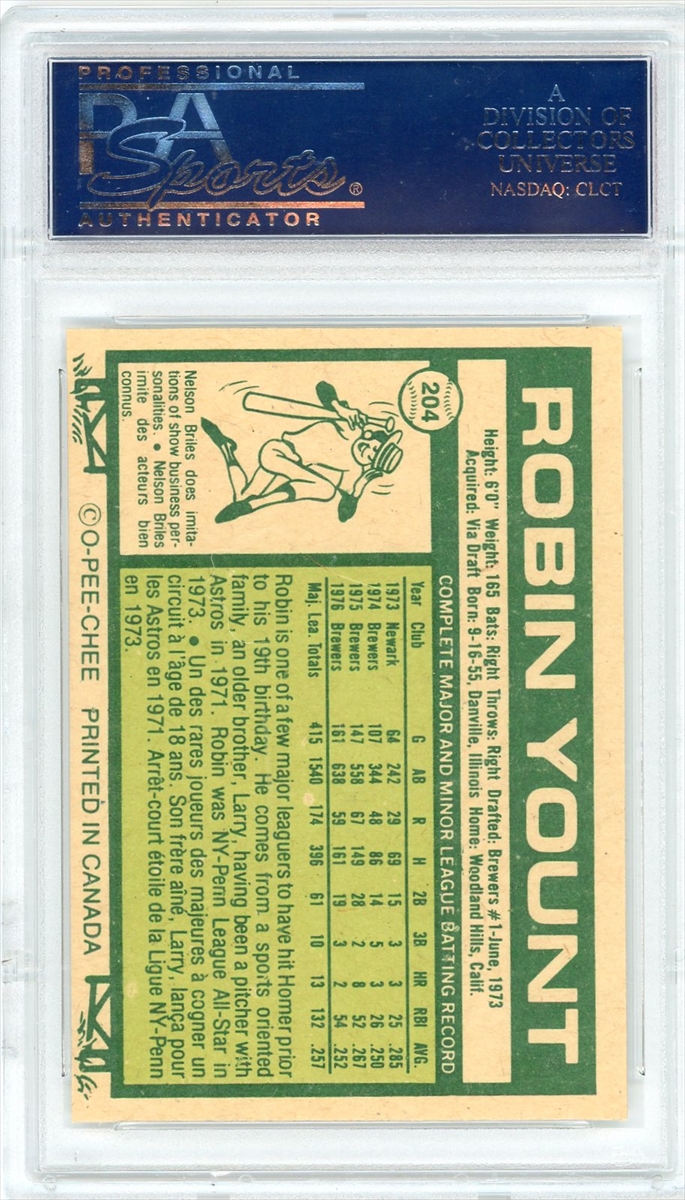 PROFESSIONAL
PSA
Sports®
AUTHENTICATOR
A
DIVISION OF
COLLECTORS
UNIVERSE
NASDAQ: CLCT
ROBIN YOUNT
Height: 6'0" Weight: 165 Bats: Right Throws: Right Drafted: Brewers #1-June, 1973
Acquired: Via Draft Born: 9-16-55, Danville, Illinois Home: Woodland Hills, Calif.
204
Nelson Briles does imita-
tions of show business per-
sonalities. • Nelson Briles
imite des acteurs bien
connus.
COMPLETE MAJOR AND MINOR LEAGUE BATTING RECORD
Year Club G AB R H 2B 3B HR RBI AVG.
1973 Newark 64 242 29 69 15 3 3 25 .285
1974 Brewers 107 344 48 86 14 5 3 26 .250
1975 Brewers 147 558 67 149 28 2 8 52 .267
1976 Brewers 161 638 59 161 19 3 2 54 .252
Maj. Lea. Totals 415 1540 174 396 61 10 13 132 .257
Robin is one of a few major leaguers to have hit Homer prior
to his 19th birthday. He comes from a sports oriented
family, an older brother, Larry, having been a pitcher with
Astros in 1971. Robin was NY-Penn League All-Star in
1973. • Un des rares joueurs des majeures à cogner un
circuit à l'âge de 18 ans. Son frère aîné, Larry, lança pour
les Astros en 1971. Arrêt-court étoile de la Ligue NY-Penn
en 1973.
© O-PEE-CHEE PRINTED IN CANADA